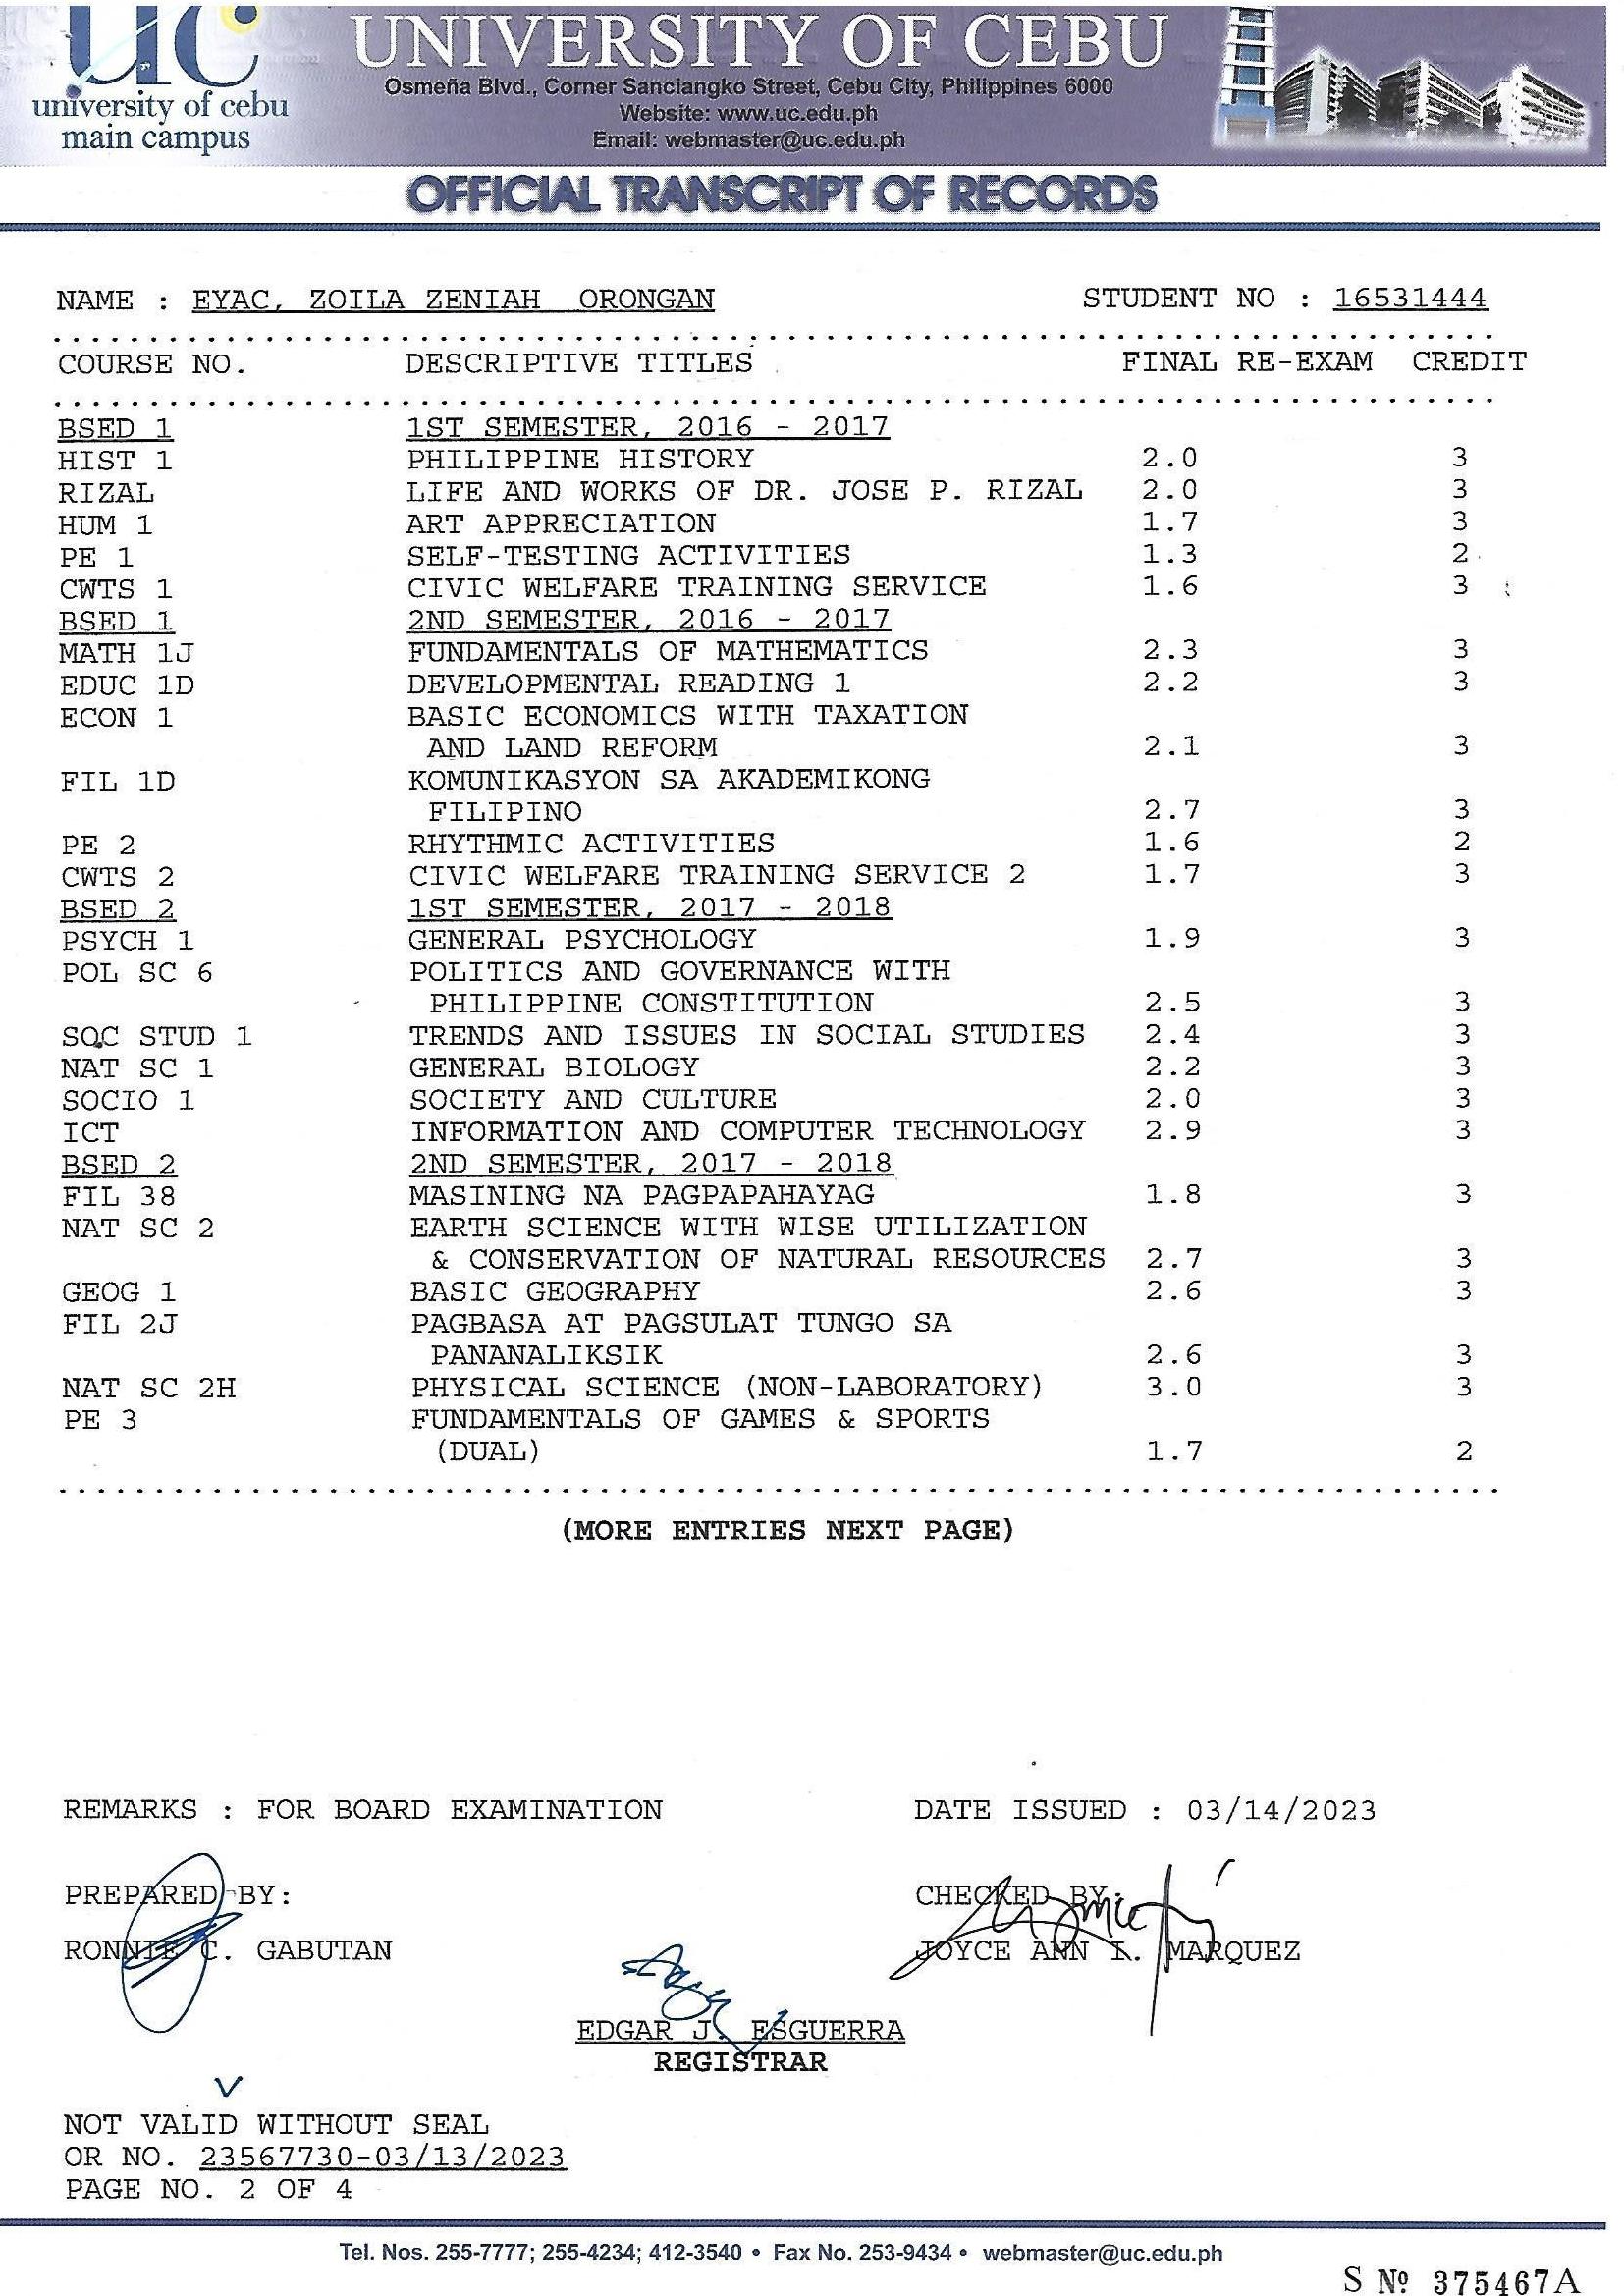 uc
university of cebu
main campus
UNIVERSITY OF CEBU
Osmeña Blvd., Corner Sanciangko Street, Cebu City, Philippines 6000
Website: www.uc.edu.ph
Email: webmaster@uc.edu.ph
OFFICIAL TRANSCRIPT OF RECORDS
NAME : EYAC, ZOILA ZENIAH ORONGAN STUDENT NO : 16531444
COURSE NO. DESCRIPTIVE TITLES FINAL RE-EXAM CREDIT
BSED 1 1ST SEMESTER, 2016 - 2017
HIST 1 PHILIPPINE HISTORY 2.0 3
RIZAL LIFE AND WORKS OF DR. JOSE P. RIZAL 2.0 3
HUM 1 ART APPRECIATION 1.7 3
PE 1 SELF-TESTING ACTIVITIES 1.3 2
CWTS 1 CIVIC WELFARE TRAINING SERVICE 1.6 3
BSED 1 2ND SEMESTER, 2016 - 2017
MATH 1J FUNDAMENTALS OF MATHEMATICS 2.3 3
EDUC 1D DEVELOPMENTAL READING 1 2.2 3
ECON 1 BASIC ECONOMICS WITH TAXATION
AND LAND REFORM 2.1 3
FIL 1D KOMUNIKASYON SA AKADEMIKONG
FILIPINO 2.7 3
PE 2 RHYTHMIC ACTIVITIES 1.6 2
CWTS 2 CIVIC WELFARE TRAINING SERVICE 2 1.7 3
BSED 2 1ST SEMESTER, 2017 - 2018
PSYCH 1 GENERAL PSYCHOLOGY 1.9 3
POL SC 6 POLITICS AND GOVERNANCE WITH
PHILIPPINE CONSTITUTION 2.5 3
SOC STUD 1 TRENDS AND ISSUES IN SOCIAL STUDIES 2.4 3
NAT SC 1 GENERAL BIOLOGY 2.2 3
SOCIO 1 SOCIETY AND CULTURE 2.0 3
ICT INFORMATION AND COMPUTER TECHNOLOGY 2.9 3
BSED 2 2ND SEMESTER, 2017 - 2018
FIL 38 MASINING NA PAGPAPAHAYAG 1.8 3
NAT SC 2 EARTH SCIENCE WITH WISE UTILIZATION
& CONSERVATION OF NATURAL RESOURCES 2.7 3
GEOG 1 BASIC GEOGRAPHY 2.6 3
FIL 2J PAGBASA AT PAGSULAT TUNGO SA
PANANALIKSIK 2.6 3
NAT SC 2H PHYSICAL SCIENCE (NON-LABORATORY) 3.0 3
PE 3 FUNDAMENTALS OF GAMES & SPORTS
(DUAL) 1.7 2
(MORE ENTRIES NEXT PAGE)
REMARKS : FOR BOARD EXAMINATION DATE ISSUED : 03/14/2023
PREPARED BY: CHECKED BY:
RONNIE C. GABUTAN JOYCE ANN I. MARQUEZ
EDGAR J. ESGUERRA
REGISTRAR
NOT VALID WITHOUT SEAL
OR NO. 23567730-03/13/2023
PAGE NO. 2 OF 4
Tel. Nos. 255-7777; 255-4234; 412-3540 • Fax No. 253-9434 • webmaster@uc.edu.ph
S Nº 375467A